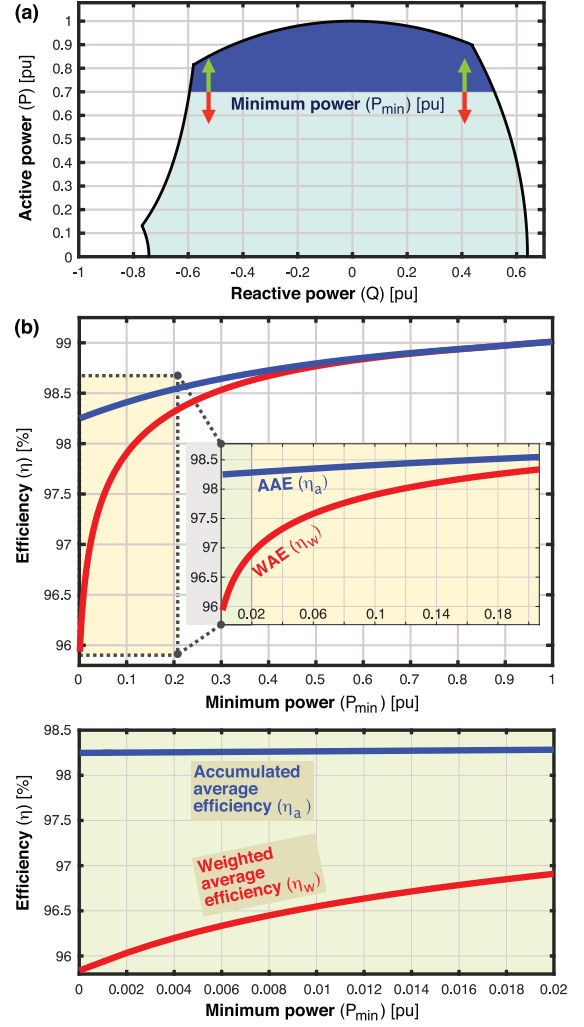 (a)
1
0.9
0.8
0.7
0.6
0.5
0.4
0.3
0.2
0.1
0
Active power (P) [pu]
Minimum power (Pmin) [pu]
-1 -0.8 -0.6 -0.4 -0.2 0 0.2 0.4 0.6
Reactive power (Q) [pu]
(b)
99
98.5
98
97.5
97
96.5
96
Efficiency (η) [%]
98.5
98
97.5
97
96.5
96
AAE (ηa)
WAE (ηw)
0.02 0.06 0.1 0.14 0.18
0 0.1 0.2 0.3 0.4 0.5 0.6 0.7 0.8 0.9 1
Minimum power (Pmin) [pu]
98.5
98
97
96.5
96
Efficiency (η) [%]
Accumulated
average
efficiency (ηa)
Weighted
average
efficiency (ηw)
0 0.002 0.004 0.006 0.008 0.01 0.012 0.014 0.016 0.018 0.02
Minimum power (Pmin) [pu]